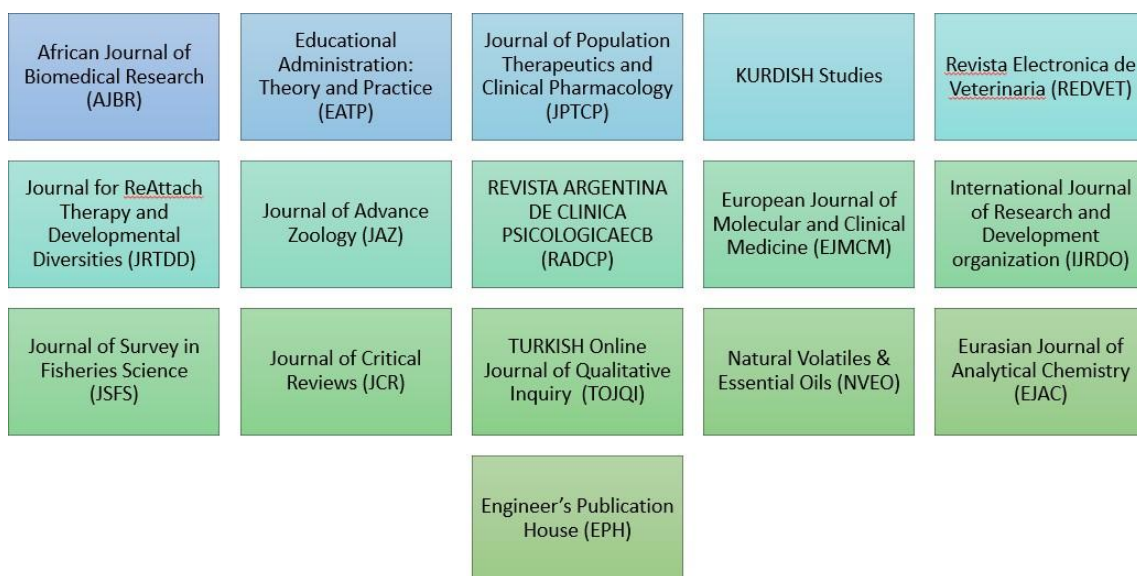 African Journal of
Biomedical Research
(AJBR)
Educational
Administration:
Theory and Practice
(EATP)
Journal of Population
Therapeutics and
Clinical Pharmacology
(JPTCP)
KURDISH Studies
Revista Electronica de
Veterinaria (REDVET)
Journal for ReAttach
Therapy and
Developmental
Diversities (JRTDD)
Journal of Advance
Zoology (JAZ)
REVISTA ARGENTINA
DE CLINICA
PSICOLOGICAECB
(RADCP)
European Journal of
Molecular and Clinical
Medicine (EJMCM)
International Journal
of Research and
Development
organization (IJRDO)
Journal of Survey in
Fisheries Science
(JSFS)
Journal of Critical
Reviews (JCR)
TURKISH Online
Journal of Qualitative
Inquiry (TOJQI)
Natural Volatiles &
Essential Oils (NVEO)
Eurasian Journal of
Analytical Chemistry
(EJAC)
Engineer’s Publication
House (EPH)